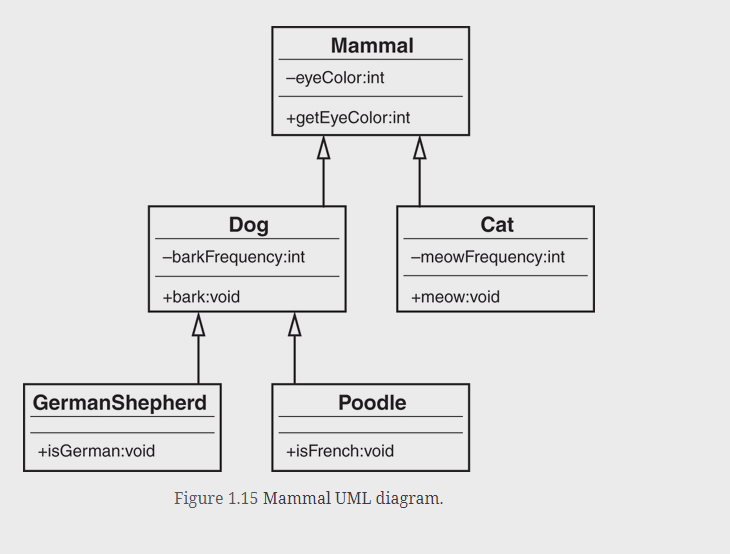 Mammal
–eyeColor:int
+getEyeColor:int
Dog
–barkFrequency:int
+bark:void
Cat
–meowFrequency:int
+meow:void
GermanShepherd
+isGerman:void
Poodle
+isFrench:void
Figure 1.15 Mammal UML diagram.